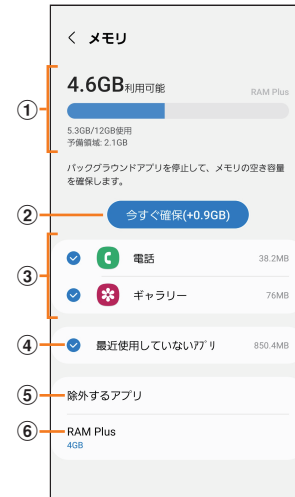 < メモリ
4.6GB利用可能 RAM Plus
① 5.3GB/12GB使用
予備領域: 2.1GB
バックグラウンドアプリを停止して、メモリの空き容量
を確保します。
② 今すぐ確保(+0.9GB)
③ 電話 38.2MB
ギャラリー 76MB
④ 最近使用していないｱﾌﾟﾘ 850.4MB
⑤ 除外するアプリ
⑥ RAM Plus
4GB